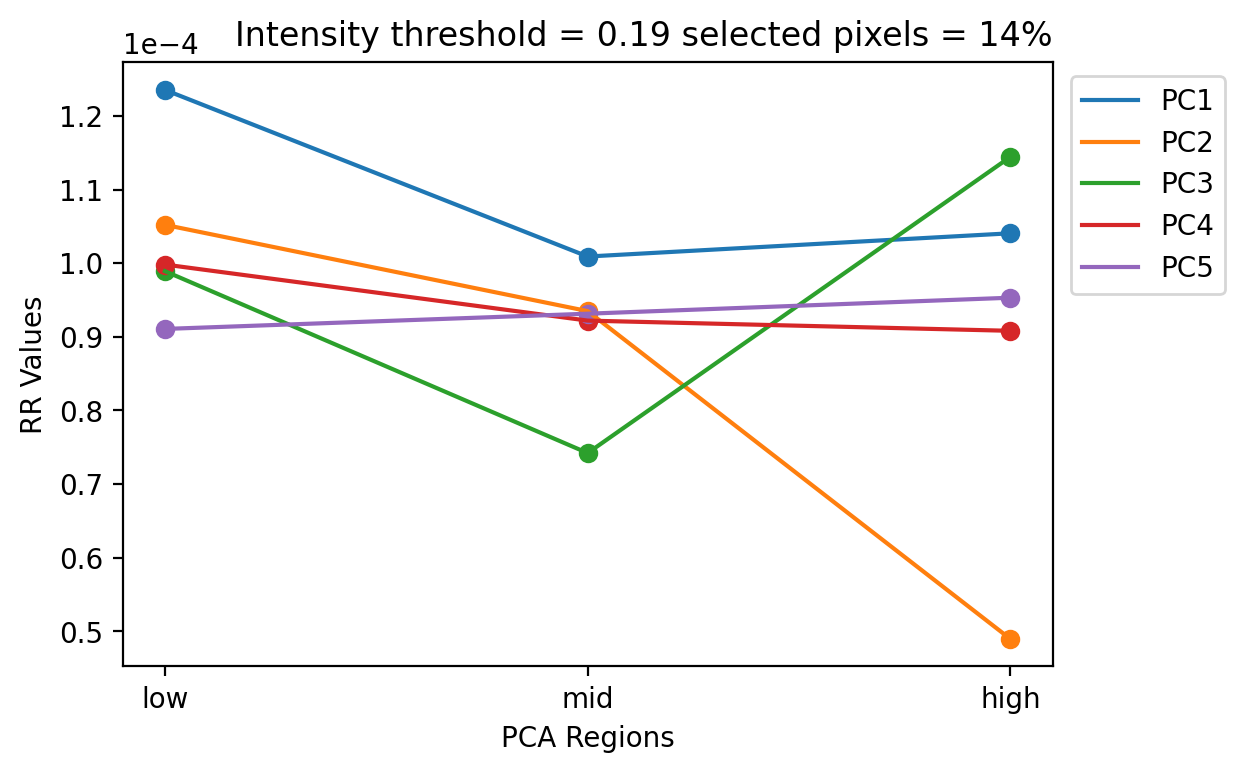 Intensity threshold = 0.19 selected pixels = 14%
1e−4
1.2
1.1
1.0
0.9
0.8
0.7
0.6
0.5
RR Values
low
mid
high
PCA Regions
PC1
PC2
PC3
PC4
PC5